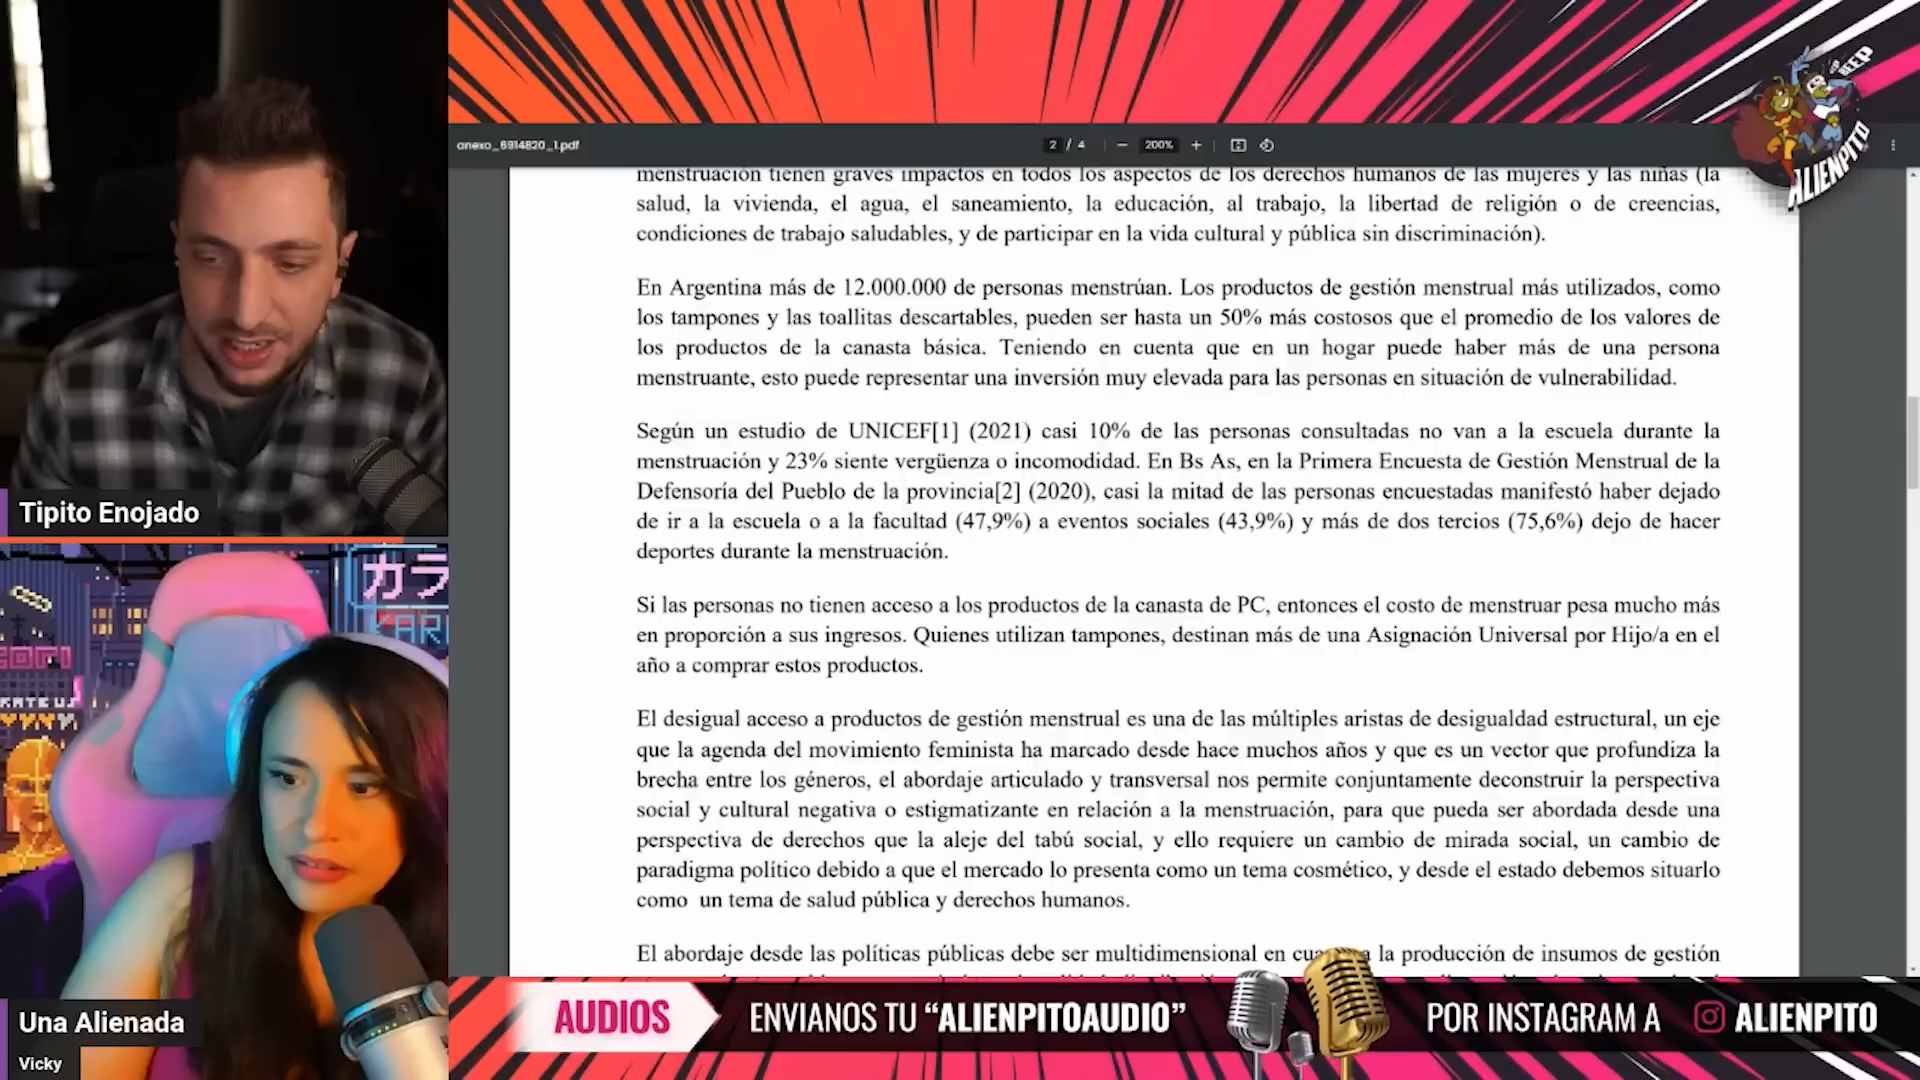 BEEP
ALIENPITO
anexo_6914820_1.pdf
2 / 4
200%
menstruación tienen graves impactos en todos los aspectos de los derechos humanos de las mujeres y las niñas (la
salud, la vivienda, el agua, el saneamiento, la educación, al trabajo, la libertad de religión o de creencias,
condiciones de trabajo saludables, y de participar en la vida cultural y pública sin discriminación).
En Argentina más de 12.000.000 de personas menstrúan. Los productos de gestión menstrual más utilizados, como
los tampones y las toallitas descartables, pueden ser hasta un 50% más costosos que el promedio de los valores de
los productos de la canasta básica. Teniendo en cuenta que en un hogar puede haber más de una persona
menstruante, esto puede representar una inversión muy elevada para las personas en situación de vulnerabilidad.
Según un estudio de UNICEF[1] (2021) casi 10% de las personas consultadas no van a la escuela durante la
menstruación y 23% siente vergüenza o incomodidad. En Bs As, en la Primera Encuesta de Gestión Menstrual de la
Defensoría del Pueblo de la provincia[2] (2020), casi la mitad de las personas encuestadas manifestó haber dejado
de ir a la escuela o a la facultad (47,9%) a eventos sociales (43,9%) y más de dos tercios (75,6%) dejo de hacer
deportes durante la menstruación.
Si las personas no tienen acceso a los productos de la canasta de PC, entonces el costo de menstruar pesa mucho más
en proporción a sus ingresos. Quienes utilizan tampones, destinan más de una Asignación Universal por Hijo/a en el
año a comprar estos productos.
El desigual acceso a productos de gestión menstrual es una de las múltiples aristas de desigualdad estructural, un eje
que la agenda del movimiento feminista ha marcado desde hace muchos años y que es un vector que profundiza la
brecha entre los géneros, el abordaje articulado y transversal nos permite conjuntamente deconstruir la perspectiva
social y cultural negativa o estigmatizante en relación a la menstruación, para que pueda ser abordada desde una
perspectiva de derechos que la aleje del tabú social, y ello requiere un cambio de mirada social, un cambio de
paradigma político debido a que el mercado lo presenta como un tema cosmético, y desde el estado debemos situarlo
como un tema de salud pública y derechos humanos.
El abordaje desde las políticas públicas debe ser multidimensional en la producción de insumos de gestión
Tipito Enojado
カラ
Una Alienada
Vicky
AUDIOS
ENVIANOS TU “ALIENPITOAUDIO”
POR INSTAGRAM A ALIENPITO